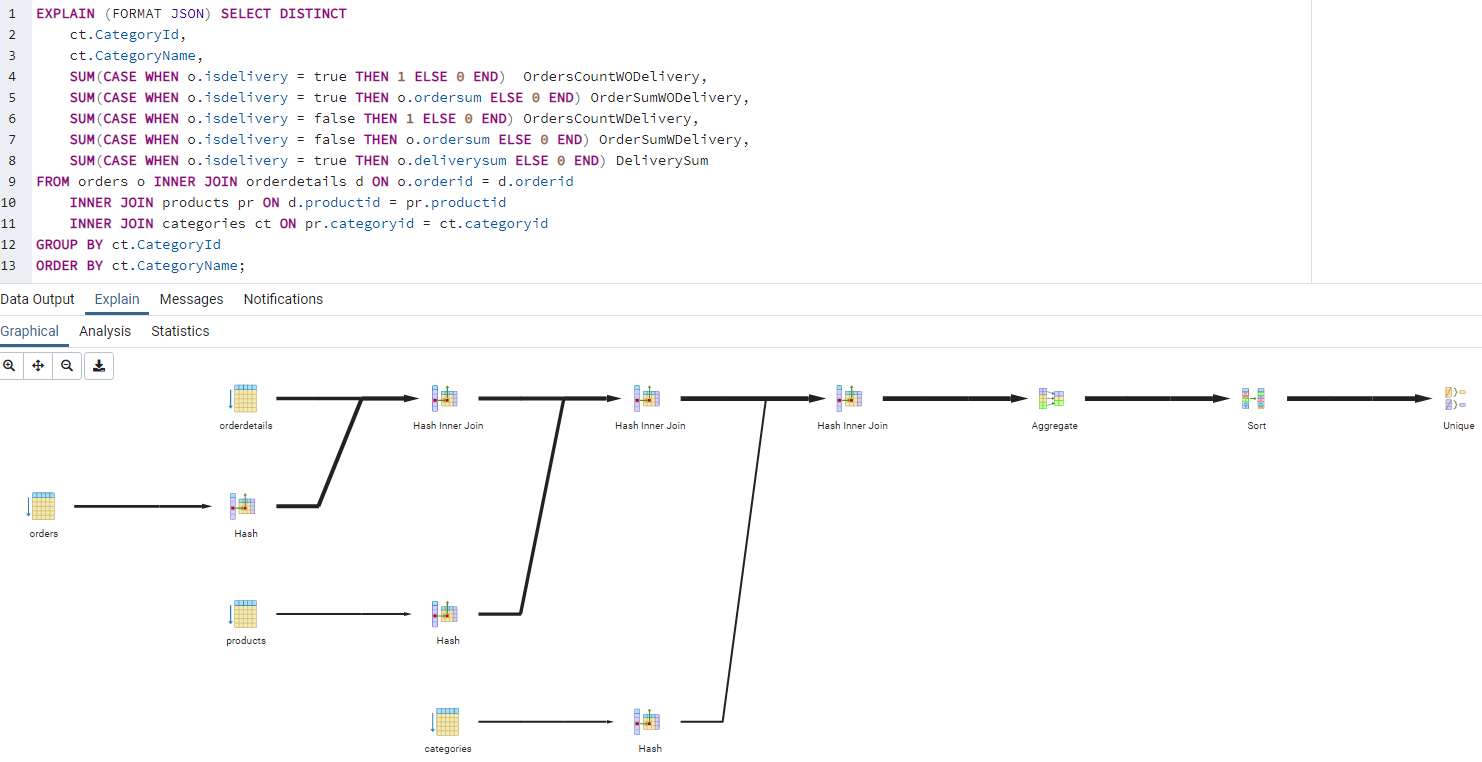 1 EXPLAIN (FORMAT JSON) SELECT DISTINCT
2 ct.CategoryId,
3 ct.CategoryName,
4 SUM(CASE WHEN o.isdelivery = true THEN 1 ELSE 0 END)  OrdersCountWODelivery,
5 SUM(CASE WHEN o.isdelivery = true THEN o.ordersum ELSE 0 END) OrderSumWODelivery,
6 SUM(CASE WHEN o.isdelivery = false THEN 1 ELSE 0 END) OrdersCountWDelivery,
7 SUM(CASE WHEN o.isdelivery = false THEN o.ordersum ELSE 0 END) OrderSumWDelivery,
8 SUM(CASE WHEN o.isdelivery = true THEN o.deliverysum ELSE 0 END) DeliverySum
9 FROM orders o INNER JOIN orderdetails d ON o.orderid = d.orderid
10 INNER JOIN products pr ON d.productid = pr.productid
11 INNER JOIN categories ct ON pr.categoryid = ct.categoryid
12 GROUP BY ct.CategoryId
13 ORDER BY ct.CategoryName;
Data Output Explain Messages Notifications
Graphical Analysis Statistics
orderdetails Hash Inner Join Hash Inner Join Hash Inner Join Aggregate Sort Unique
orders Hash
products Hash
categories Hash